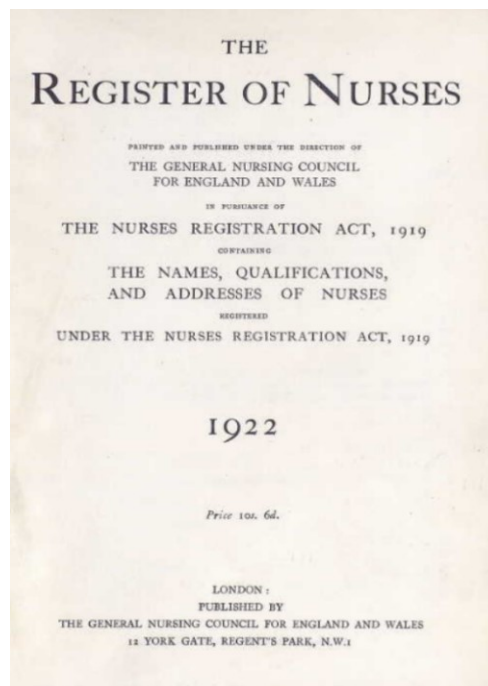 THE
REGISTER OF NURSES
PRINTED AND PUBLISHED UNDER THE DIRECTION OF
THE GENERAL NURSING COUNCIL
FOR ENGLAND AND WALES
IN PURSUANCE OF
THE NURSES REGISTRATION ACT, 1919
CONTAINING
THE NAMES, QUALIFICATIONS,
AND ADDRESSES OF NURSES
REGISTERED
UNDER THE NURSES REGISTRATION ACT, 1919
1922
Price 10s. 6d.
LONDON :
PUBLISHED BY
THE GENERAL NURSING COUNCIL FOR ENGLAND AND WALES
12 YORK GATE, REGENT'S PARK, N.W.1